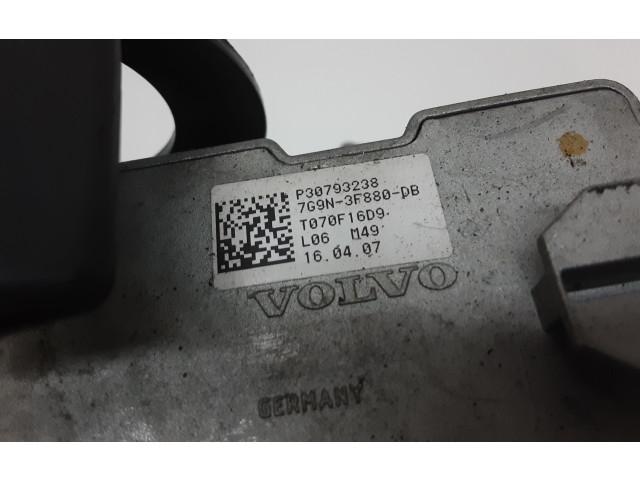 P30793238
7G9N-3F880-DB
T070F16D9
L06 M49
16.04.07
VOLVO
GERMANY